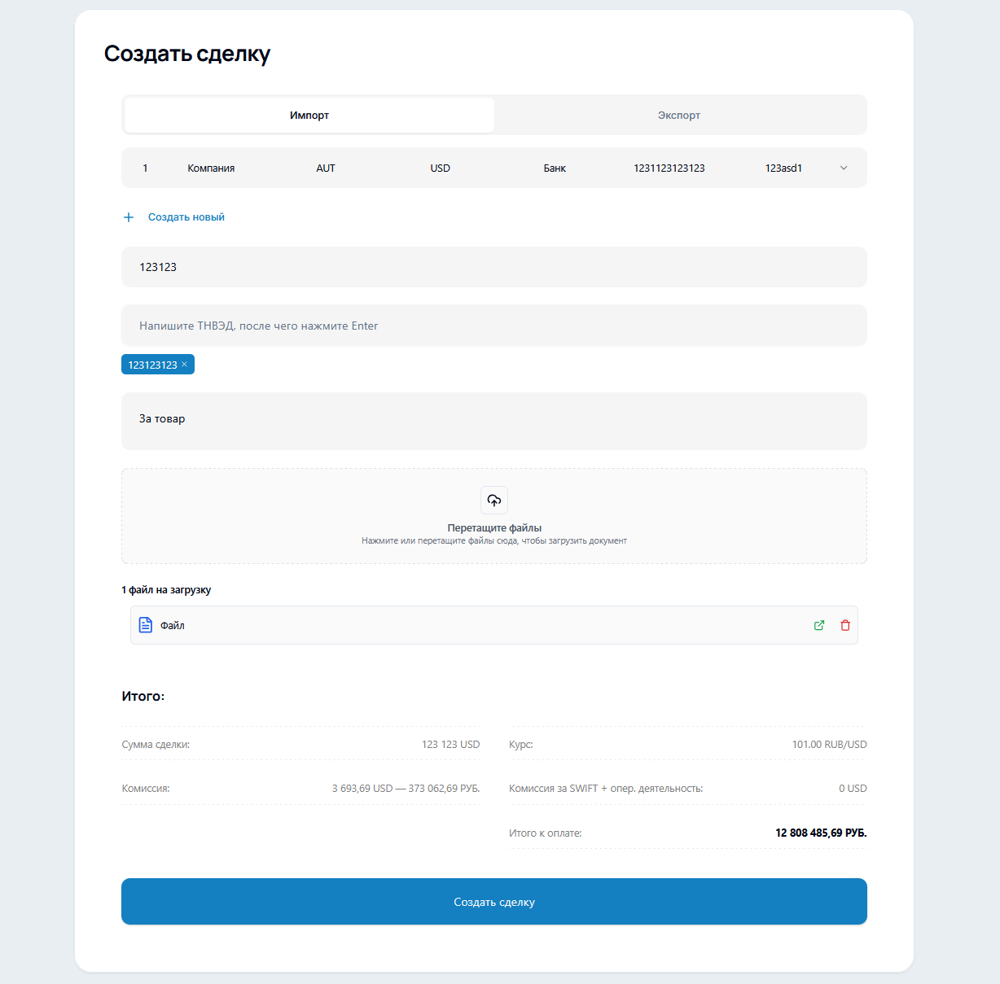 Создать сделку
Импорт Экспорт
1 Компания AUT USD Банк 1231123123123 123asd1
Создать новый
123123
Напишите ТНВЭД, после чего нажмите Enter
123123123 ×
За товар
Перетащите файлы
Нажмите или перетащите файлы сюда, чтобы загрузить документ
1 файл на загрузку
Файл
Итого:
Сумма сделки: 123 123 USD Курс: 101.00 RUB/USD
Комиссия: 3 693,69 USD — 373 062,69 РУБ. Комиссия за SWIFT + опер. деятельность: 0 USD
Итого к оплате: 12 808 485,69 РУБ.
Создать сделку